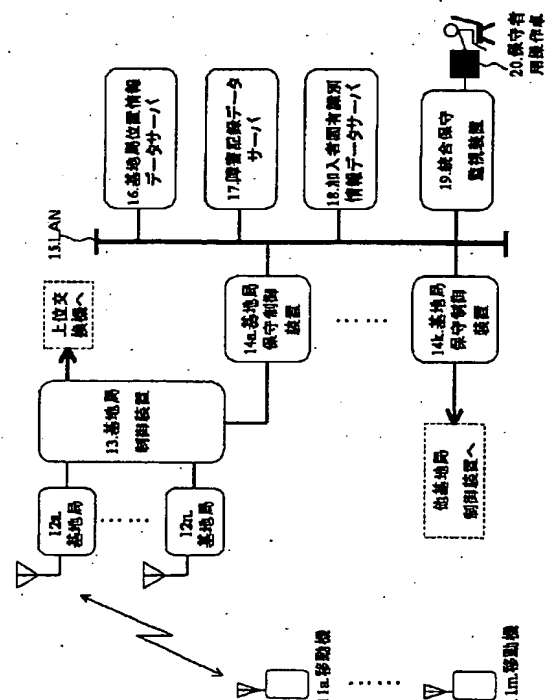 15.LAN
16.基地局位置情報
データサーバ
17.障害記録データ
サーバ
18.加入者固有識別
情報データサーバ
19.統合保守
監視装置
20.保守者
用操作卓
上位交
換機へ
13.基地局
制御装置
14a.基地局
保守制御
装置
14k.基地局
保守制御
装置
他基地局
制御装置へ
12a.
基地局
12n.
基地局
1a.移動機
1m.移動機